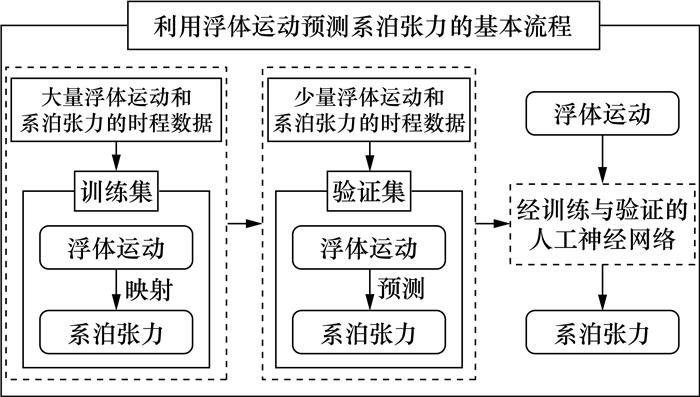 利用浮体运动预测系泊张力的基本流程
大量浮体运动和
系泊张力的时程数据
训练集
浮体运动
映射
系泊张力
少量浮体运动和
系泊张力的时程数据
验证集
浮体运动
预测
系泊张力
浮体运动
经训练与验证的
人工神经网络
系泊张力